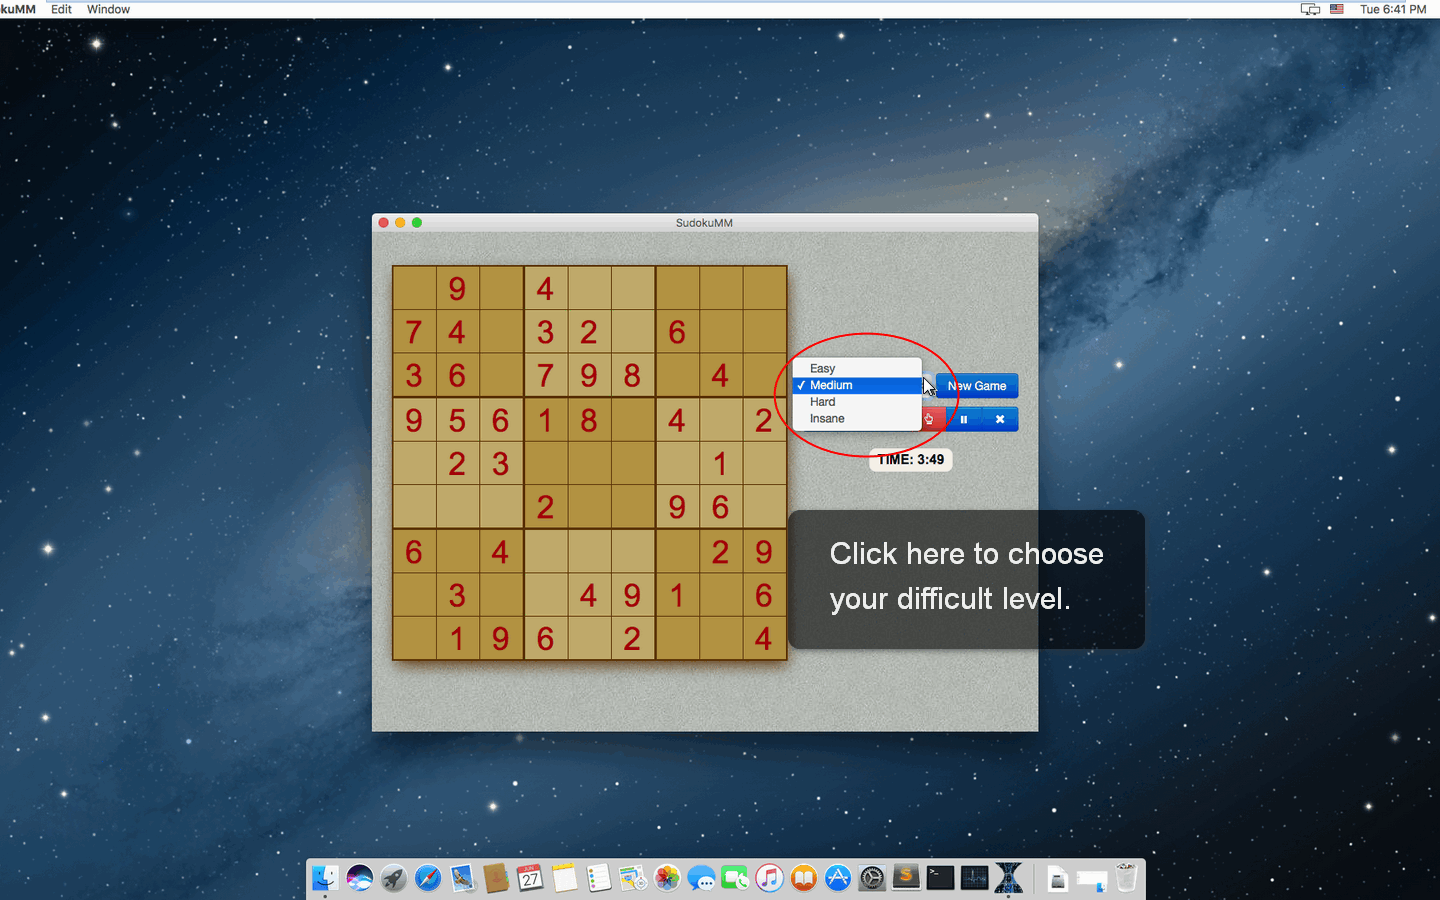 okuMM Edit Window Tue 6:41 PM
SudokuMM
9 4
7 4 3 2 6
3 6 7 9 8 4
9 5 6 1 8 4 2
2 3 1
2 9 6
6 4 2 9
3 4 9 1 6
1 9 6 2 4
Easy
✓ Medium
Hard
Insane
New Game
TIME: 3:49
Click here to choose
your difficult level.
JUN
27
S